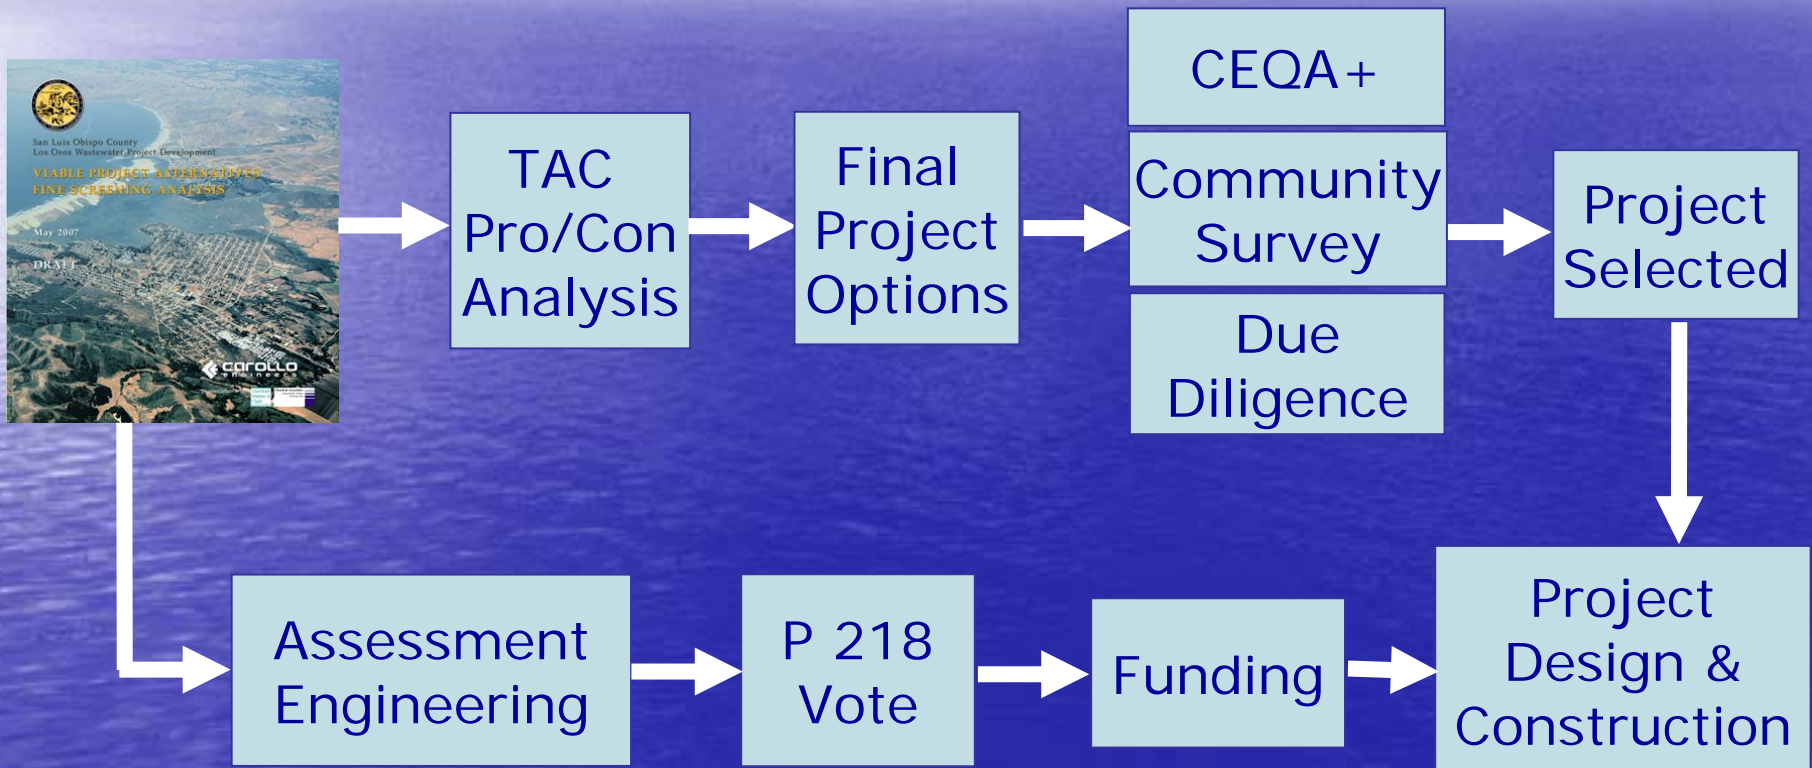 San Luis Obispo County
Los Osos Wastewater Project Development
VIABLE PROJECT ALTERNATIVES
FINE SCREENING ANALYSIS
May 2007
DRAFT
carollo
engineers
TAC
Pro/Con
Analysis
Final
Project
Options
CEQA+
Community
Survey
Due
Diligence
Project
Selected
Assessment
Engineering
P 218
Vote
Funding
Project
Design &
Construction